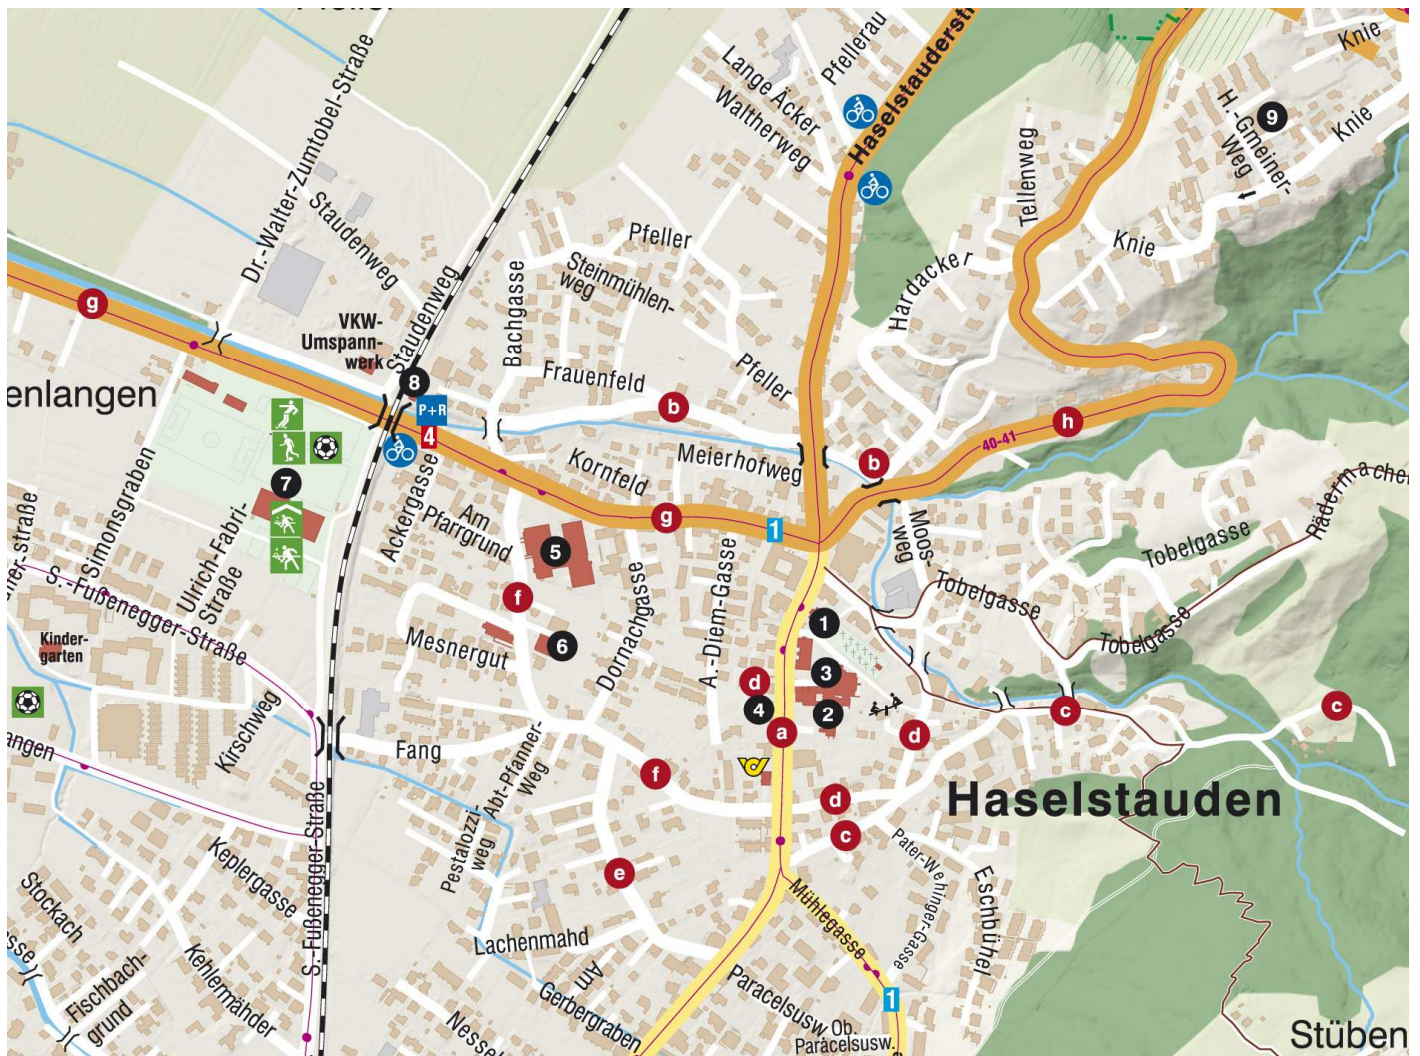 Haselstauderstr
Pfellerau
Lange Äcker
Waltherweg
Knie
H.-Gmeiner-
Weg
9
Knie
Dr.-Walter-Zumtobel-Straße
Staudenweg
Tellenweg
Knie
Pfeller
Steinmühlen-
weg
Hardacker
g
VKW-
Umspann-
werk
Staudenweg
Bachgasse
Pfeller
enlangen
8
Frauenfeld
P+R
4
b
h
40-41
Meierhofweg
b
Kornfeld
7
Simonsgraben
Ulrich-Fabri-
Straße
Ackergasse
Am
Pfarrgrund
g
1
5
Moos-
weg
Tobelgasse
S.-Fußenegger-Straße
f
A.-Diem-Gasse
Dornachgasse
Tobelgasse
Tobelgasse
1
Kinder-
garten
Mesnergut
6
3
d
4
2
a
d
c
c
Kirschweg
angen
Fang
Abt-Pfanner-
Weg
f
d
c
Haselstauden
Pestalozzi-
weg
S.-Fußenegger-Straße
Keplergasse
e
Pater-Wehinger-Gasse
Eschbühel
Mühlegasse
Stockach
Kehlermähder
Lachenmahd
Am
Gerbergraben
Fischbach-
grund
Paracelsusw.
Ob.
Paracelsusw.
1
Stüben